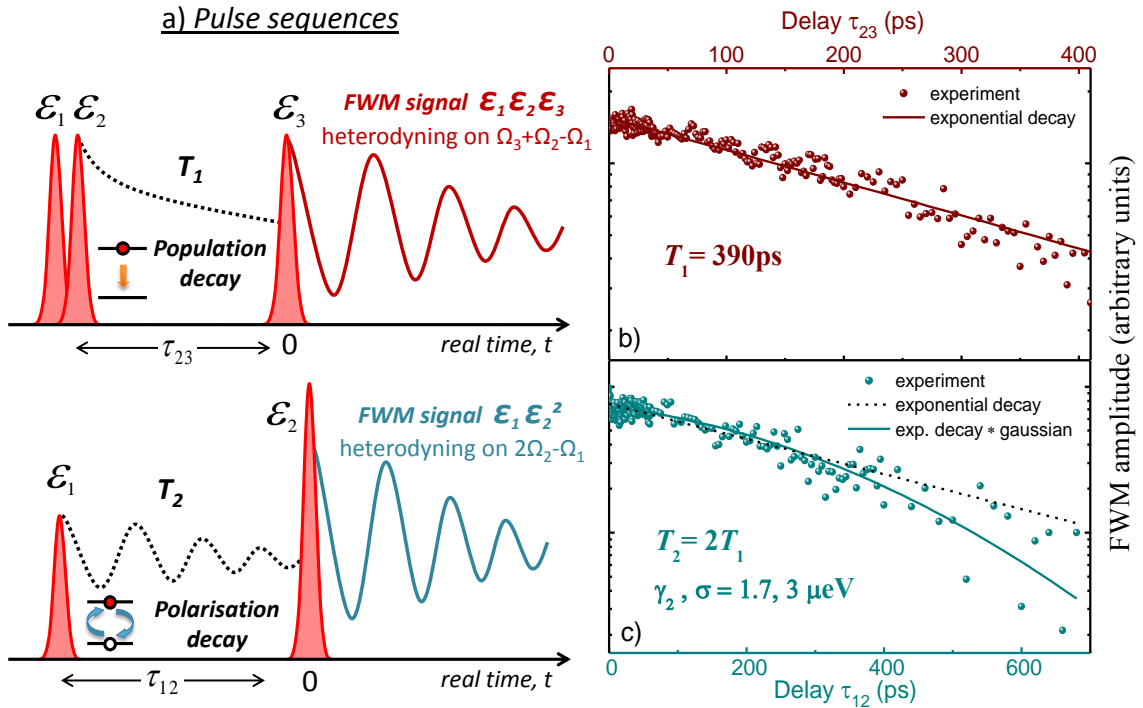 a) Pulse sequences
ℰ₁ ℰ₂
ℰ₃
FWM signal ℰ₁ℰ₂ℰ₃
heterodyning on Ω₃+Ω₂-Ω₁
T₁
Population
decay
τ₂₃
0
real time, t
ℰ₁
ℰ₂
FWM signal ℰ₁ℰ₂²
heterodyning on 2Ω₂-Ω₁
T₂
Polarisation
decay
τ₁₂
0
real time, t
Delay τ₂₃ (ps)
0 100 200 300 400
experiment
exponential decay
T₁ = 390ps
b)
experiment
exponential decay
exp. decay * gaussian
T₂ = 2T₁
γ₂ , σ = 1.7, 3 μeV
c)
0 200 400 600
Delay τ₁₂ (ps)
FWM amplitude (arbitrary units)